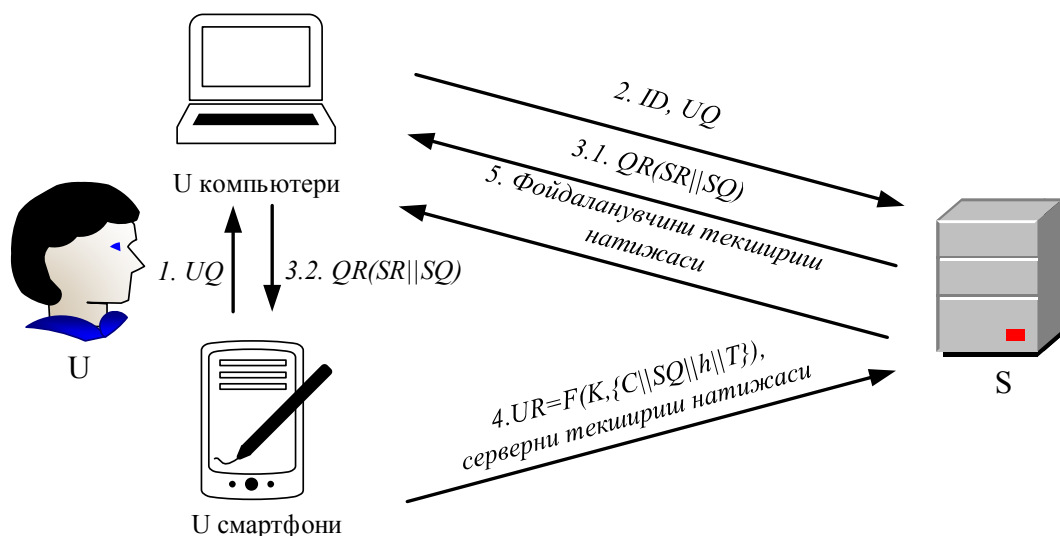 2. ID, UQ
3.1. QR(SR||SQ)
5. Фойдаланувчини текшириш
натижаси
U компьютери
1. UQ
3.2. QR(SR||SQ)
U
S
4.UR=F(K,{C||SQ||h||T}),
серверни текшириш натижаси
U смартфони